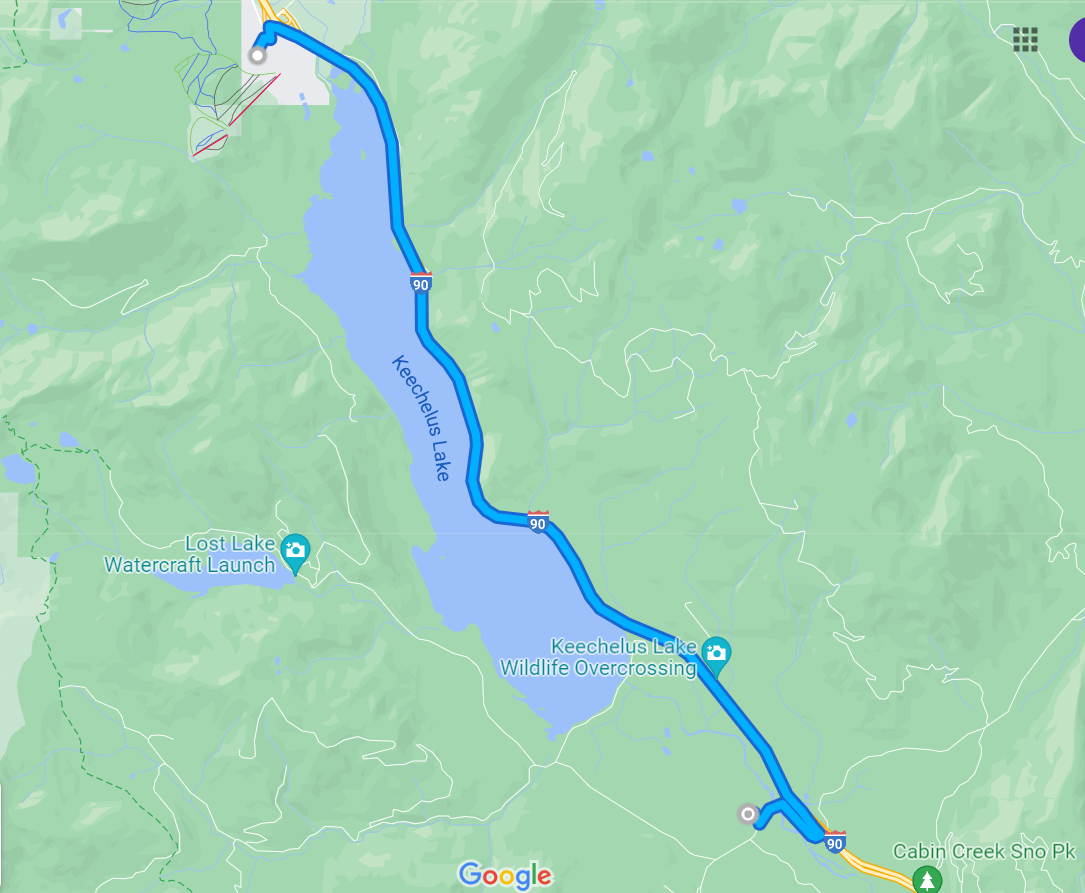 90
Keechelus Lake
90
Lost Lake
Watercraft Launch
Keechelus Lake
Wildlife Overcrossing
90
Cabin Creek Sno Pk
Google